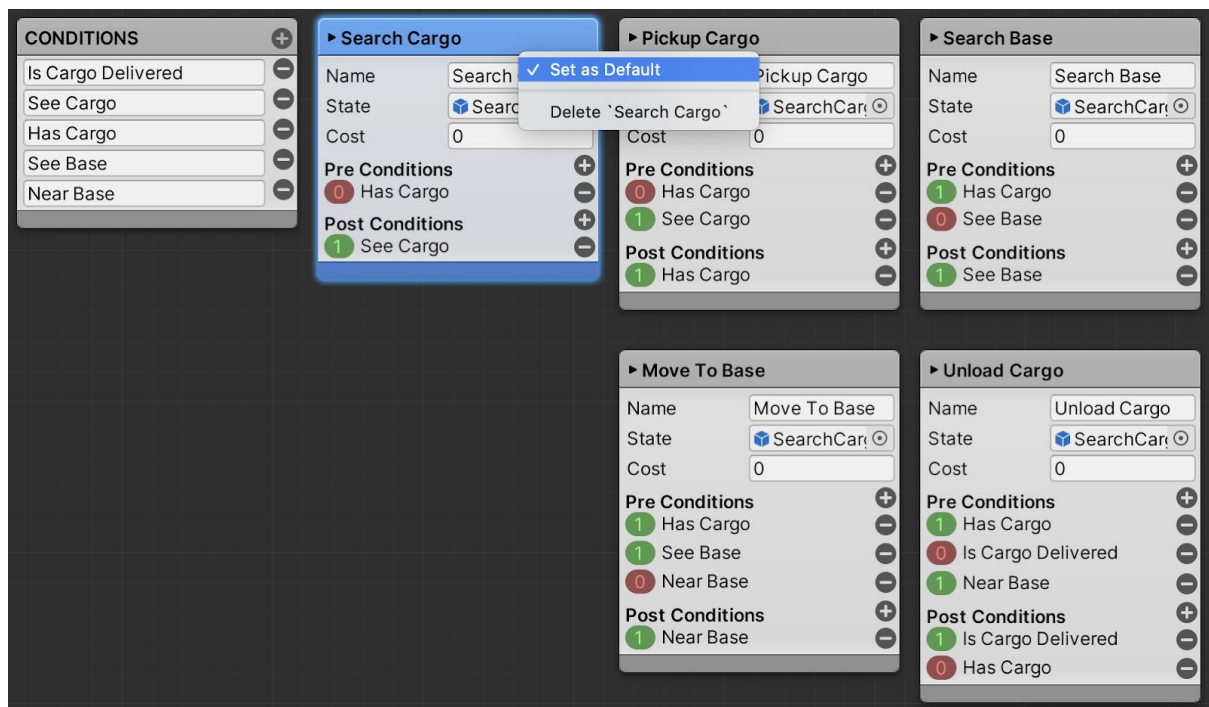 CONDITIONS
Is Cargo Delivered
See Cargo
Has Cargo
See Base
Near Base
Search Cargo
Name Search
State Searc
Cost 0
Pre Conditions
0 Has Cargo
Post Conditions
1 See Cargo
Set as Default
Delete `Search Cargo`
Pickup Cargo
Pickup Cargo
SearchCar
Cost 0
Pre Conditions
0 Has Cargo
1 See Cargo
Post Conditions
1 Has Cargo
Search Base
Name Search Base
State SearchCarg
Cost 0
Pre Conditions
1 Has Cargo
0 See Base
Post Conditions
1 See Base
Move To Base
Name Move To Base
State SearchCarg
Cost 0
Pre Conditions
1 Has Cargo
1 See Base
0 Near Base
Post Conditions
1 Near Base
Unload Cargo
Name Unload Cargo
State SearchCarg
Cost 0
Pre Conditions
1 Has Cargo
0 Is Cargo Delivered
1 Near Base
Post Conditions
1 Is Cargo Delivered
0 Has Cargo